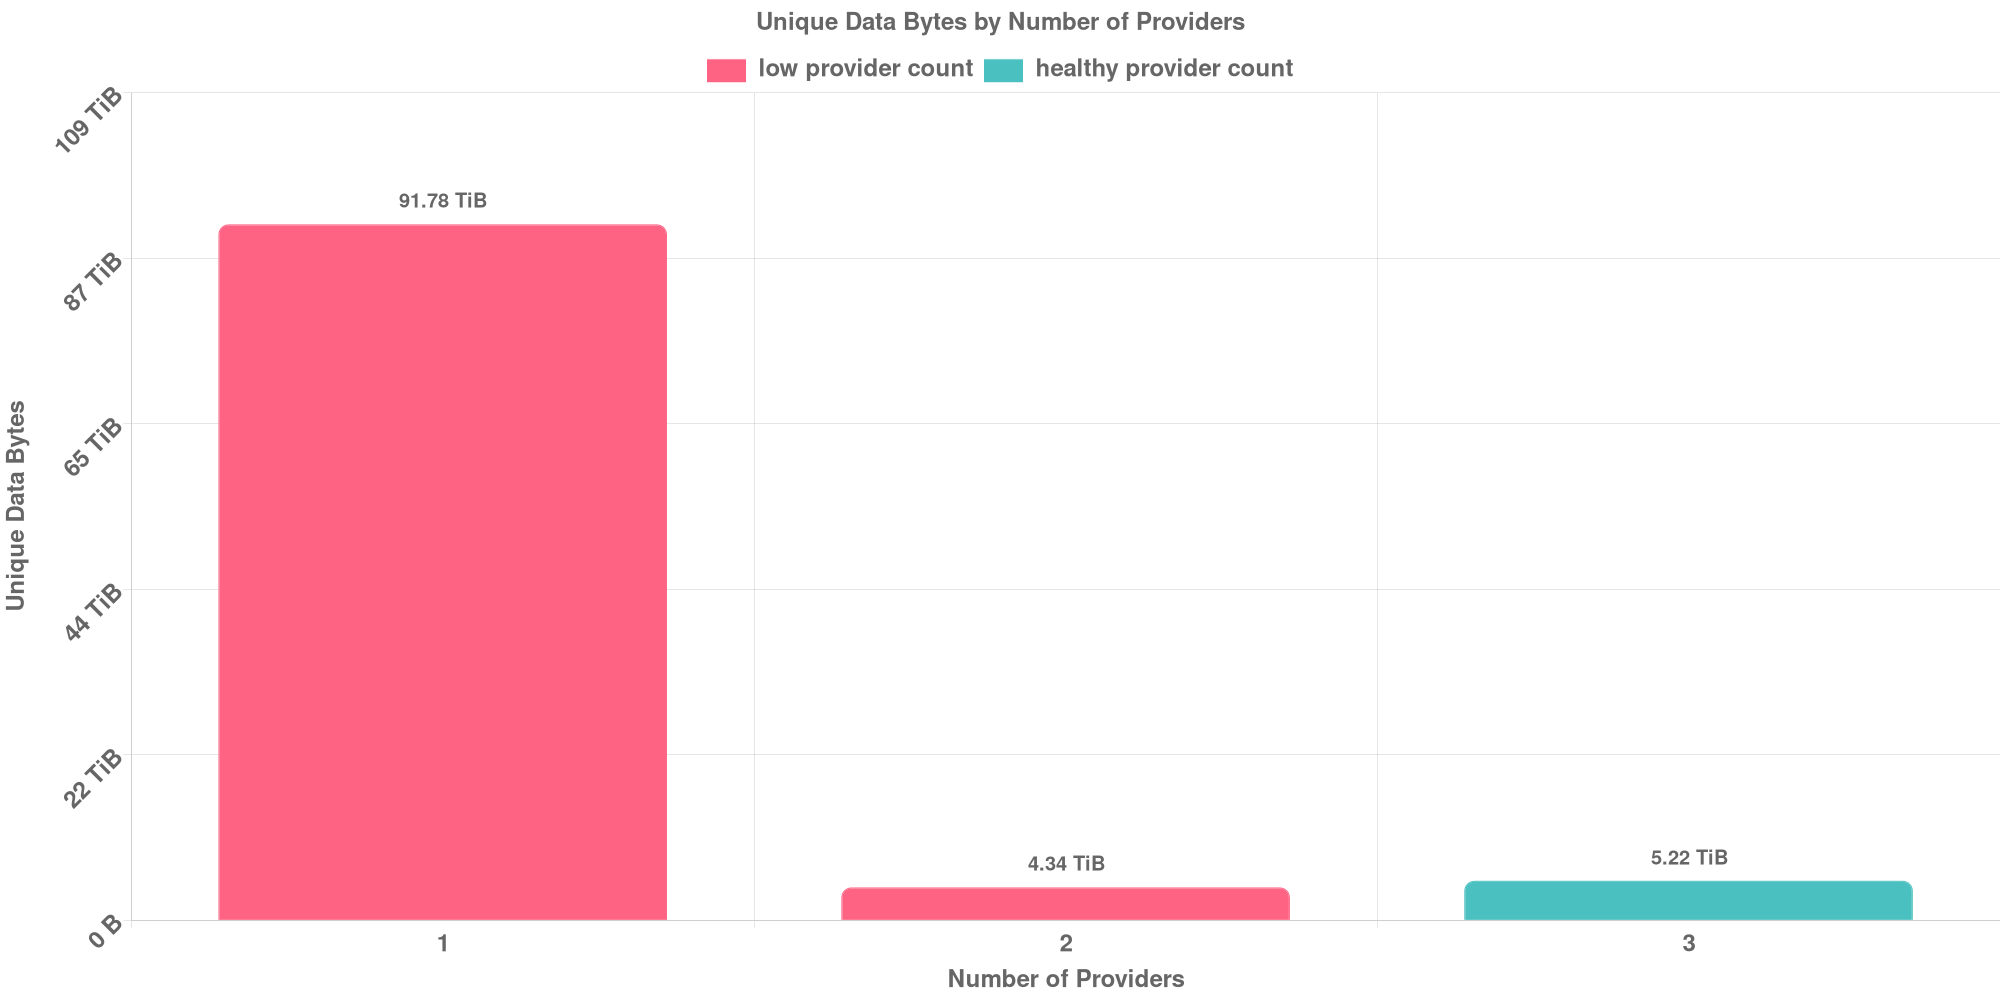 Unique Data Bytes by Number of Providers
low provider count healthy provider count
109 TiB
87 TiB
65 TiB
44 TiB
22 TiB
0 B
Unique Data Bytes
91.78 TiB
4.34 TiB
5.22 TiB
1 2 3
Number of Providers